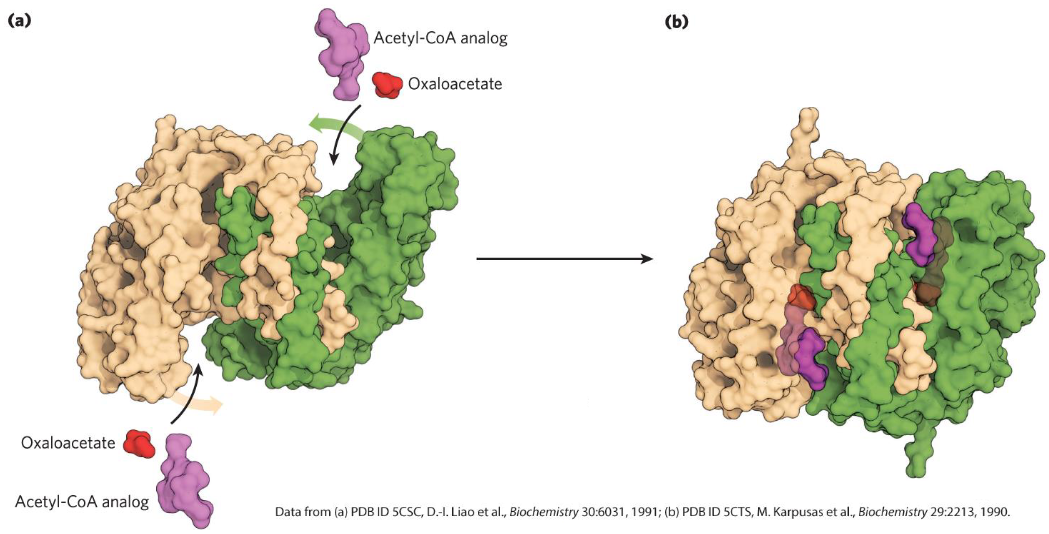 (a)
(b)
Acetyl-CoA analog
Oxaloacetate
Oxaloacetate
Acetyl-CoA analog
Data from (a) PDB ID 5CSC, D.-I. Liao et al., Biochemistry 30:6031, 1991; (b) PDB ID 5CTS, M. Karpusas et al., Biochemistry 29:2213, 1990.